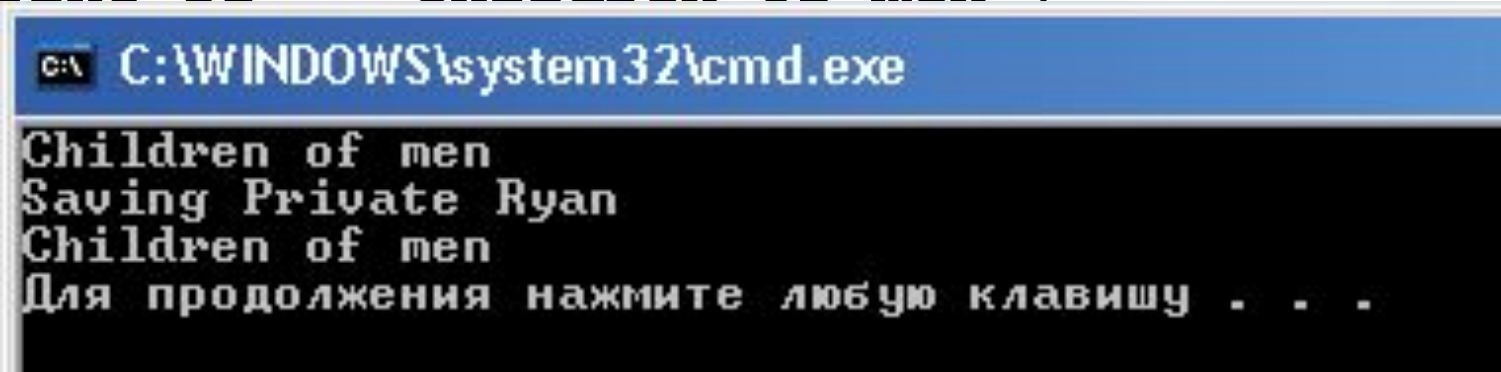 C:\WINDOWS\system32\cmd.exe
Children of men
Saving Private Ryan
Children of men
Для продолжения нажмите любую клавишу . . .